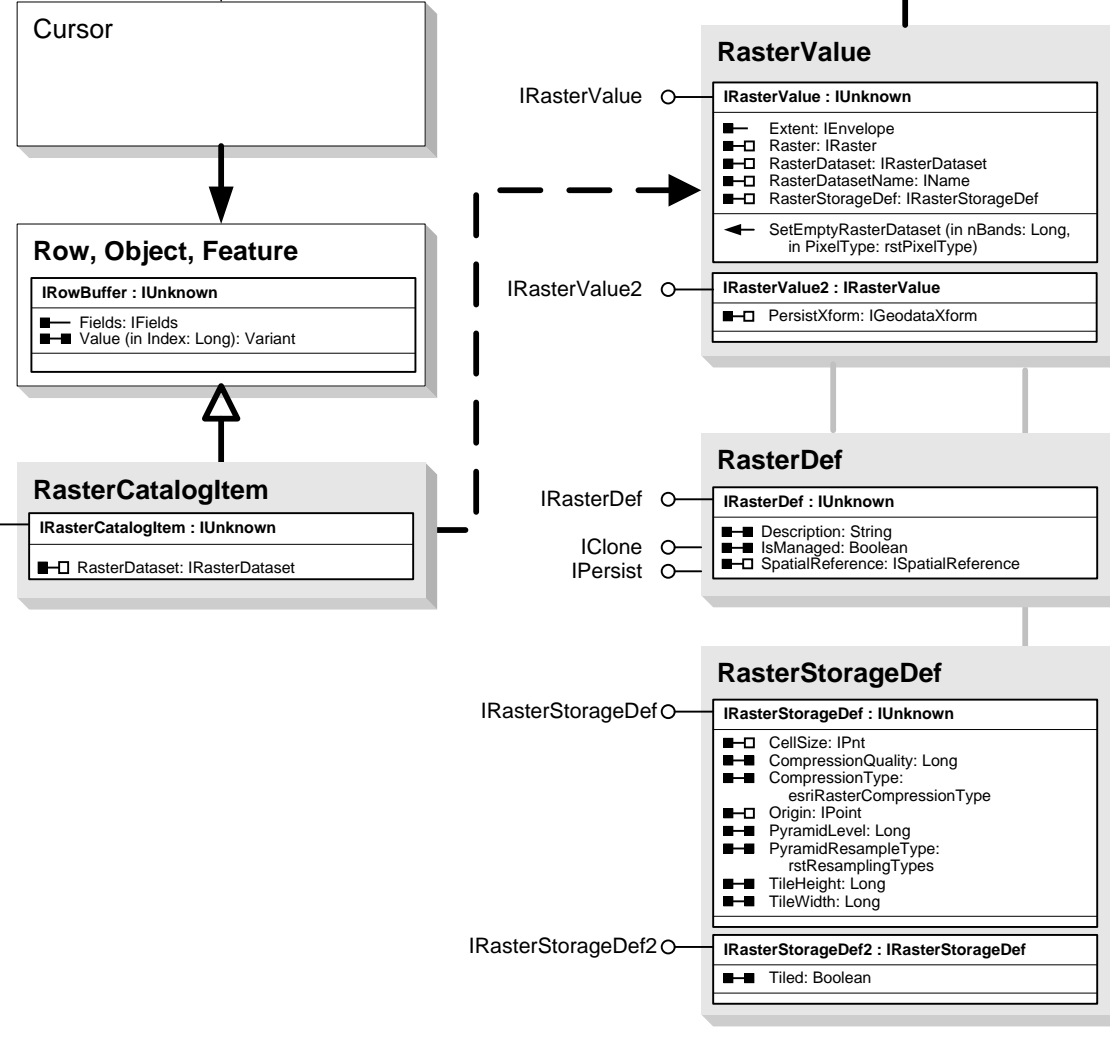 Cursor
Row, Object, Feature
IRowBuffer : IUnknown
Fields: IFields
Value (in Index: Long): Variant
RasterCatalogItem
IRasterCatalogItem : IUnknown
RasterDataset: IRasterDataset
RasterValue
IRasterValue
IRasterValue : IUnknown
Extent: IEnvelope
Raster: IRaster
RasterDataset: IRasterDataset
RasterDatasetName: IName
RasterStorageDef: IRasterStorageDef
SetEmptyRasterDataset (in nBands: Long,
in PixelType: rstPixelType)
IRasterValue2
IRasterValue2 : IRasterValue
PersistXform: IGeodataXform
RasterDef
IRasterDef
IRasterDef : IUnknown
IClone
IPersist
Description: String
IsManaged: Boolean
SpatialReference: ISpatialReference
RasterStorageDef
IRasterStorageDef
IRasterStorageDef : IUnknown
CellSize: IPnt
CompressionQuality: Long
CompressionType:
esriRasterCompressionType
Origin: IPoint
PyramidLevel: Long
PyramidResampleType:
rstResamplingTypes
TileHeight: Long
TileWidth: Long
IRasterStorageDef2
IRasterStorageDef2 : IRasterStorageDef
Tiled: Boolean